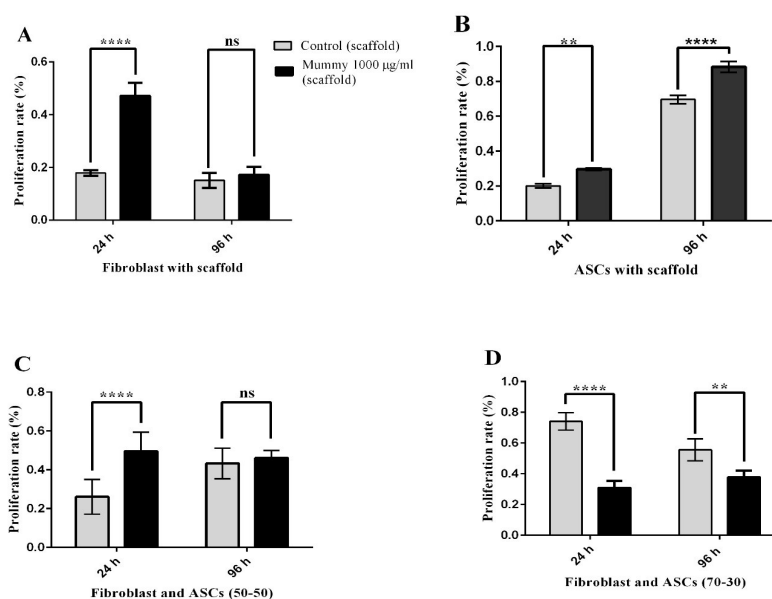 A
****
ns
Control (scaffold)
Mummy 1000 μg/ml
(scaffold)
Proliferation rate (%)
0.6
0.4
0.2
0.0
24 h
96 h
Fibroblast with scaffold
B
**
****
Proliferation rate (%)
1.0
0.8
0.6
0.4
0.2
0.0
24 h
96 h
ASCs with scaffold
C
****
ns
Proliferation rate (%)
0.8
0.6
0.4
0.2
0.0
24 h
96 h
Fibroblast and ASCs (50-50)
D
****
**
Proliferation rate (%)
1.0
0.8
0.6
0.4
0.2
0.0
24 h
96 h
Fibroblast and ASCs (70-30)